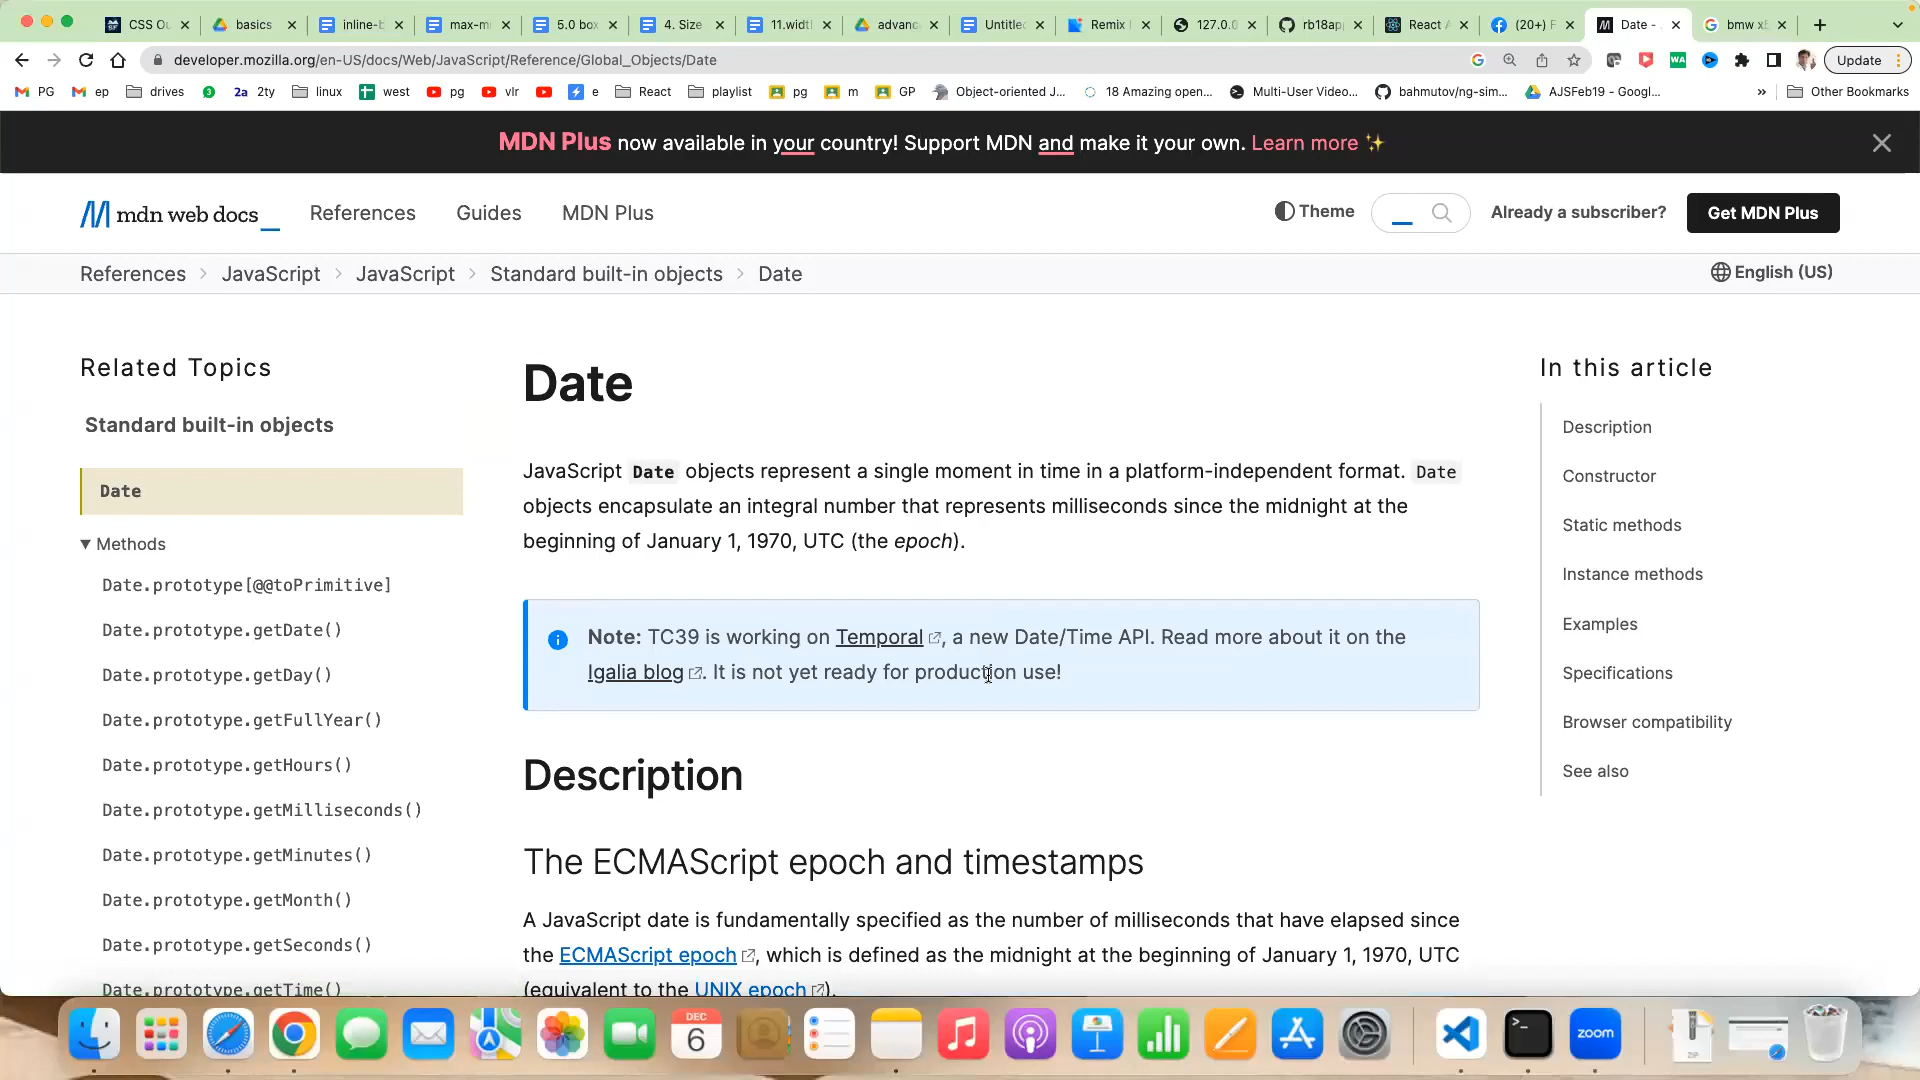 CSS Ou
basics
inline-b
max-m
5.0 box
4. Size
11.widt
advanc
Untitle
Remix
127.0.0
rb18ap
React A
(20+) F
Date -
bmw x
developer.mozilla.org/en-US/docs/Web/JavaScript/Reference/Global_Objects/Date
Update
PG
ep
drives
2a 2ty
linux
west
pg
vlr
e
React
playlist
pg
m
GP
Object-oriented J...
18 Amazing open...
Multi-User Video...
bahmutov/ng-sim...
AJSFeb19 - Googl...
»
Other Bookmarks
MDN Plus now available in your country! Support MDN and make it your own. Learn more ✨
mdn web docs_
References
Guides
MDN Plus
Theme
Already a subscriber?
Get MDN Plus
References > JavaScript > JavaScript > Standard built-in objects > Date
English (US)
Related Topics
Standard built-in objects
Date
▼ Methods
Date.prototype[@@toPrimitive]
Date.prototype.getDate()
Date.prototype.getDay()
Date.prototype.getFullYear()
Date.prototype.getHours()
Date.prototype.getMilliseconds()
Date.prototype.getMinutes()
Date.prototype.getMonth()
Date.prototype.getSeconds()
Date.prototype.getTime()
Date
JavaScript Date objects represent a single moment in time in a platform-independent format. Date
objects encapsulate an integral number that represents milliseconds since the midnight at the
beginning of January 1, 1970, UTC (the epoch).
Note: TC39 is working on Temporal, a new Date/Time API. Read more about it on the
Igalia blog. It is not yet ready for production use!
Description
The ECMAScript epoch and timestamps
A JavaScript date is fundamentally specified as the number of milliseconds that have elapsed since
the ECMAScript epoch, which is defined as the midnight at the beginning of January 1, 1970, UTC
(equivalent to the UNIX epoch).
In this article
Description
Constructor
Static methods
Instance methods
Examples
Specifications
Browser compatibility
See also
DEC
6
zoom
ZIP